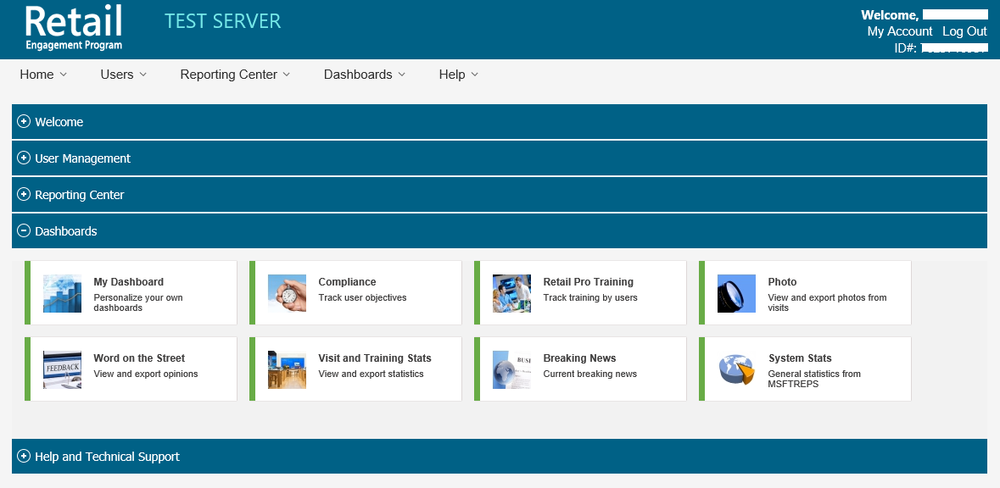 Retail
Engagement Program
TEST SERVER
Welcome,
My Account Log Out
ID#:
Home Users Reporting Center Dashboards Help
Welcome
User Management
Reporting Center
Dashboards
My Dashboard
Personalize your own
dashboards
Compliance
Track user objectives
Retail Pro Training
Track training by users
Photo
View and export photos from
visits
FEEDBACK
Word on the Street
View and export opinions
Visit and Training Stats
View and export statistics
BUSI
Breaking News
Current breaking news
System Stats
General statistics from
MSFTREPS
Help and Technical Support